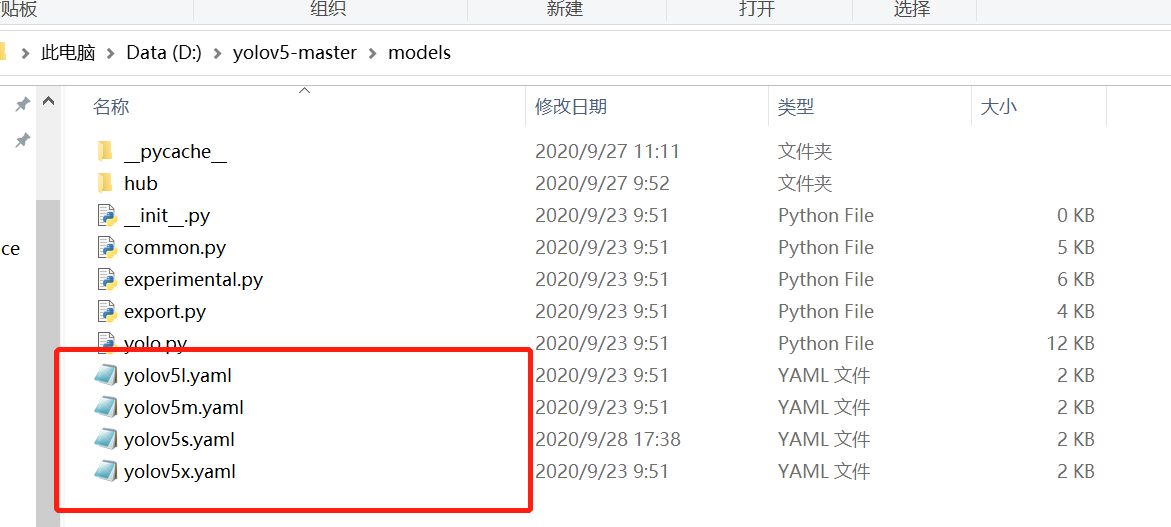 贴板 组织 新建 打开 选择
此电脑 > Data (D:) > yolov5-master > models
名称 修改日期 类型 大小
__pycache__ 2020/9/27 11:11 文件夹
hub 2020/9/27 9:52 文件夹
__init__.py 2020/9/23 9:51 Python File 0 KB
ce
common.py 2020/9/23 9:51 Python File 5 KB
experimental.py 2020/9/23 9:51 Python File 6 KB
export.py 2020/9/23 9:51 Python File 4 KB
yolo.py 2020/9/23 9:51 Python File 12 KB
yolov5l.yaml 2020/9/23 9:51 YAML 文件 2 KB
yolov5m.yaml 2020/9/23 9:51 YAML 文件 2 KB
yolov5s.yaml 2020/9/28 17:38 YAML 文件 2 KB
yolov5x.yaml 2020/9/23 9:51 YAML 文件 2 KB